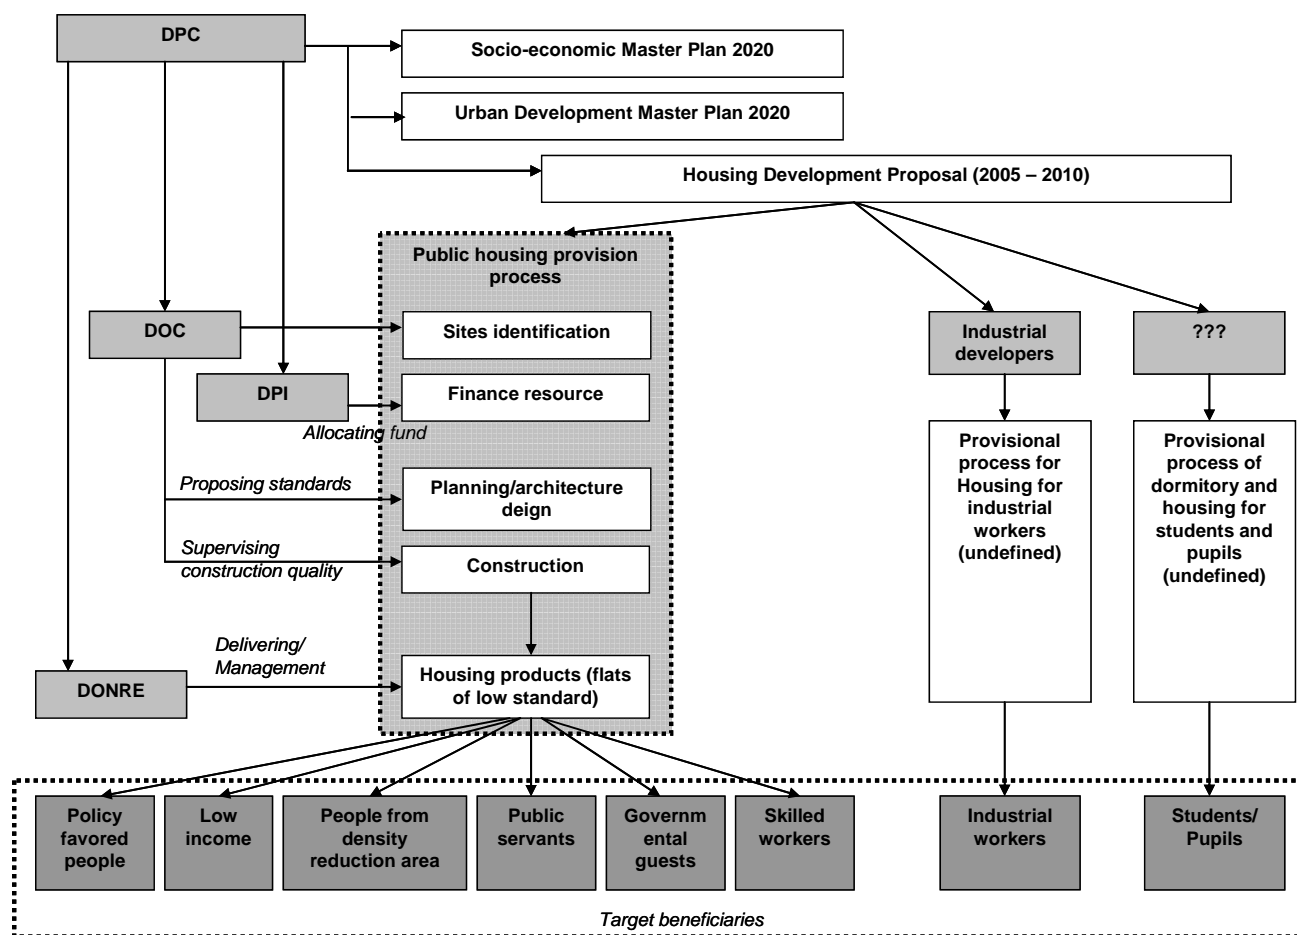 DPC
Socio-economic Master Plan 2020
Urban Development Master Plan 2020
Housing Development Proposal (2005 – 2010)
Public housing provision
process
DOC
Sites identification
Industrial
developers
???
DPI
Finance resource
Allocating fund
Proposing standards
Planning/architecture
deign
Supervising
construction quality
Construction
Provisional
process for
Housing for
industrial
workers
(undefined)
Provisional
process of
dormitory and
housing for
students and
pupils
(undefined)
Delivering/
Management
DONRE
Housing products (flats
of low standard)
Policy
favored
people
Low
income
People from
density
reduction area
Public
servants
Governm
ental
guests
Skilled
workers
Industrial
workers
Students/
Pupils
Target beneficiaries